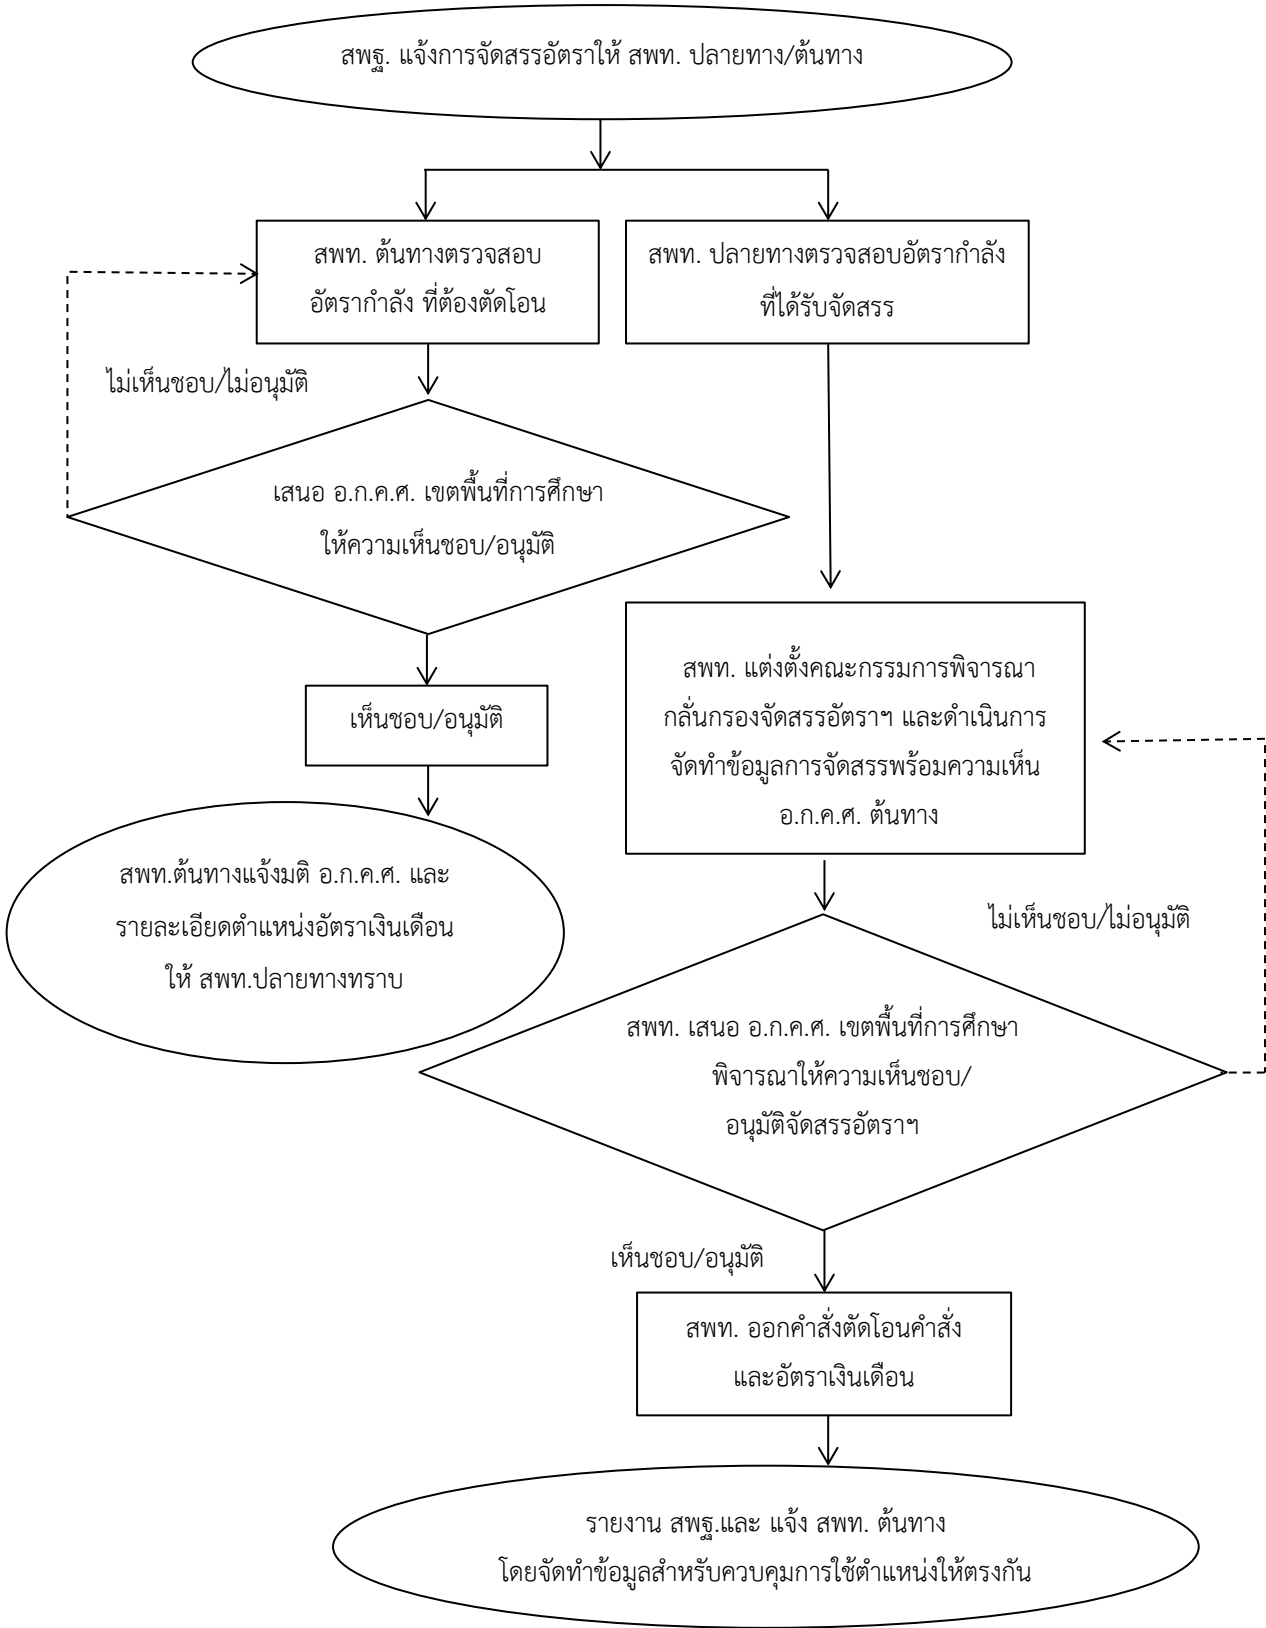 สพฐ. แจ้งการจัดสรรอัตราให้ สพท. ปลายทาง/ต้นทาง
สพท. ต้นทางตรวจสอบ
อัตรากำลัง ที่ต้องตัดโอน
สพท. ปลายทางตรวจสอบอัตรากำลัง
ที่ได้รับจัดสรร
ไม่เห็นชอบ/ไม่อนุมัติ
เสนอ อ.ก.ค.ศ. เขตพื้นที่การศึกษา
ให้ความเห็นชอบ/อนุมัติ
เห็นชอบ/อนุมัติ
สพท.ต้นทางแจ้งมติ อ.ก.ค.ศ. และ
รายละเอียดตำแหน่งอัตราเงินเดือน
ให้ สพท.ปลายทางทราบ
สพท. แต่งตั้งคณะกรรมการพิจารณา
กลั่นกรองจัดสรรอัตราฯ และดำเนินการ
จัดทำข้อมูลการจัดสรรพร้อมความเห็น
อ.ก.ค.ศ. ต้นทาง
ไม่เห็นชอบ/ไม่อนุมัติ
สพท. เสนอ อ.ก.ค.ศ. เขตพื้นที่การศึกษา
พิจารณาให้ความเห็นชอบ/
อนุมัติจัดสรรอัตราฯ
เห็นชอบ/อนุมัติ
สพท. ออกคำสั่งตัดโอนคำสั่ง
และอัตราเงินเดือน
รายงาน สพฐ.และ แจ้ง สพท. ต้นทาง
โดยจัดทำข้อมูลสำหรับควบคุมการใช้ตำแหน่งให้ตรงกัน